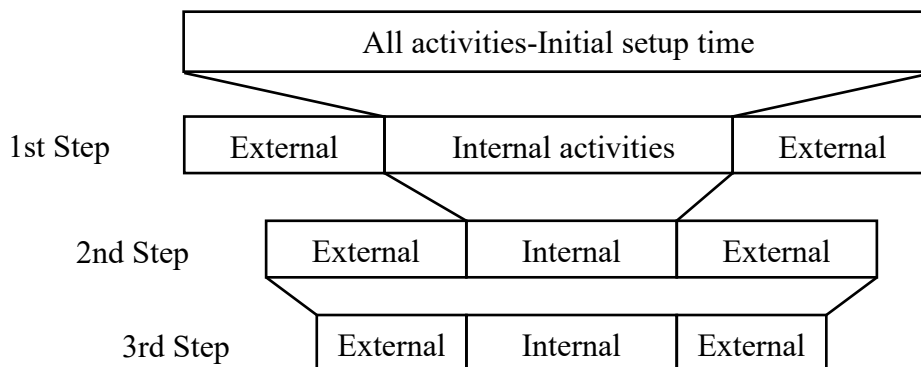 All activities-Initial setup time
1st Step External Internal activities External
2nd Step External Internal External
3rd Step External Internal External